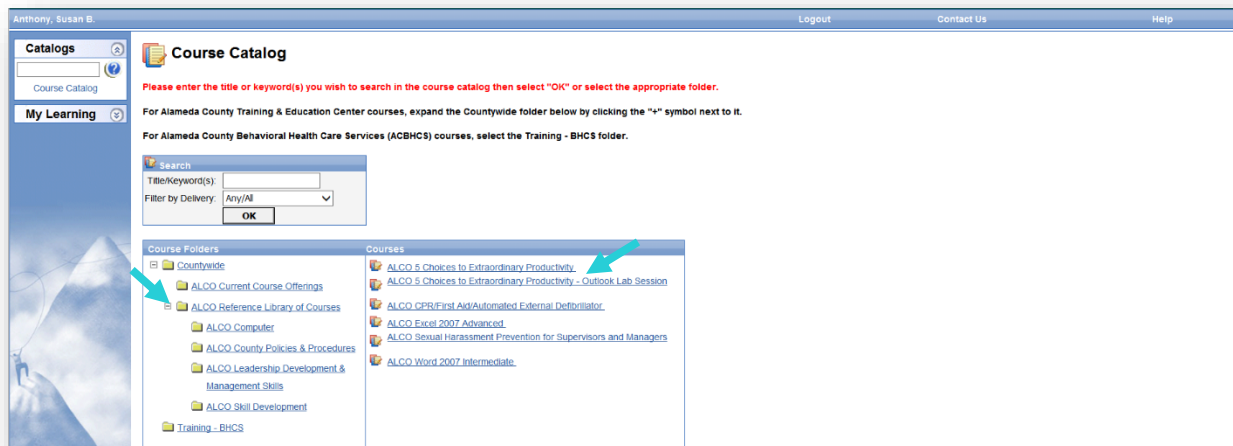 Anthony, Susan B.
Logout
Contact Us
Help
Catalogs
Course Catalog
My Learning
Course Catalog
Please enter the title or keyword(s) you wish to search in the course catalog then select "OK" or select the appropriate folder.
For Alameda County Training & Education Center courses, expand the Countywide folder below by clicking the "+" symbol next to it.
For Alameda County Behavioral Health Care Services (ACBHCS) courses, select the Training - BHCS folder.
Search
Title/Keyword(s):
Filter by Delivery: Any/All
OK
Course Folders
Countywide
ALCO Current Course Offerings
ALCO Reference Library of Courses
ALCO Computer
ALCO County Policies & Procedures
ALCO Leadership Development &
Management Skills
ALCO Skill Development
Training - BHCS
Courses
ALCO 5 Choices to Extraordinary Productivity
ALCO 5 Choices to Extraordinary Productivity - Outlook Lab Session
ALCO CPR/First Aid/Automated External Defibrillator
ALCO Excel 2007 Advanced
ALCO Sexual Harassment Prevention for Supervisors and Managers
ALCO Word 2007 Intermediate